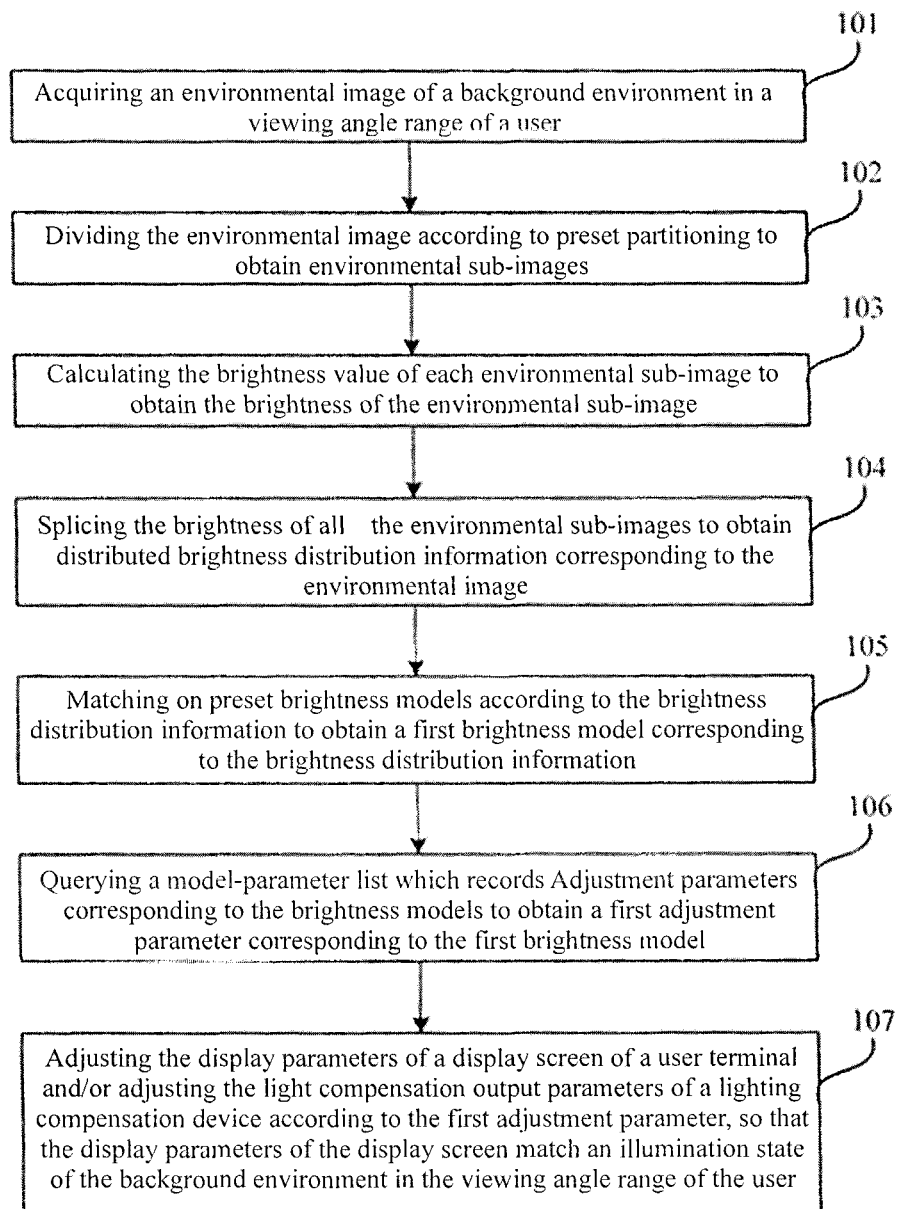 101
Acquiring an environmental image of a background environment in a
viewing angle range of a user
102
Dividing the environmental image according to preset partitioning to
obtain environmental sub-images
103
Calculating the brightness value of each environmental sub-image to
obtain the brightness of the environmental sub-image
104
Splicing the brightness of all the environmental sub-images to obtain
distributed brightness distribution information corresponding to the
environmental image
105
Matching on preset brightness models according to the brightness
distribution information to obtain a first brightness model corresponding
to the brightness distribution information
106
Querying a model-parameter list which records Adjustment parameters
corresponding to the brightness models to obtain a first adjustment
parameter corresponding to the first brightness model
107
Adjusting the display parameters of a display screen of a user terminal
and/or adjusting the light compensation output parameters of a lighting
compensation device according to the first adjustment parameter, so that
the display parameters of the display screen match an illumination state
of the background environment in the viewing angle range of the user